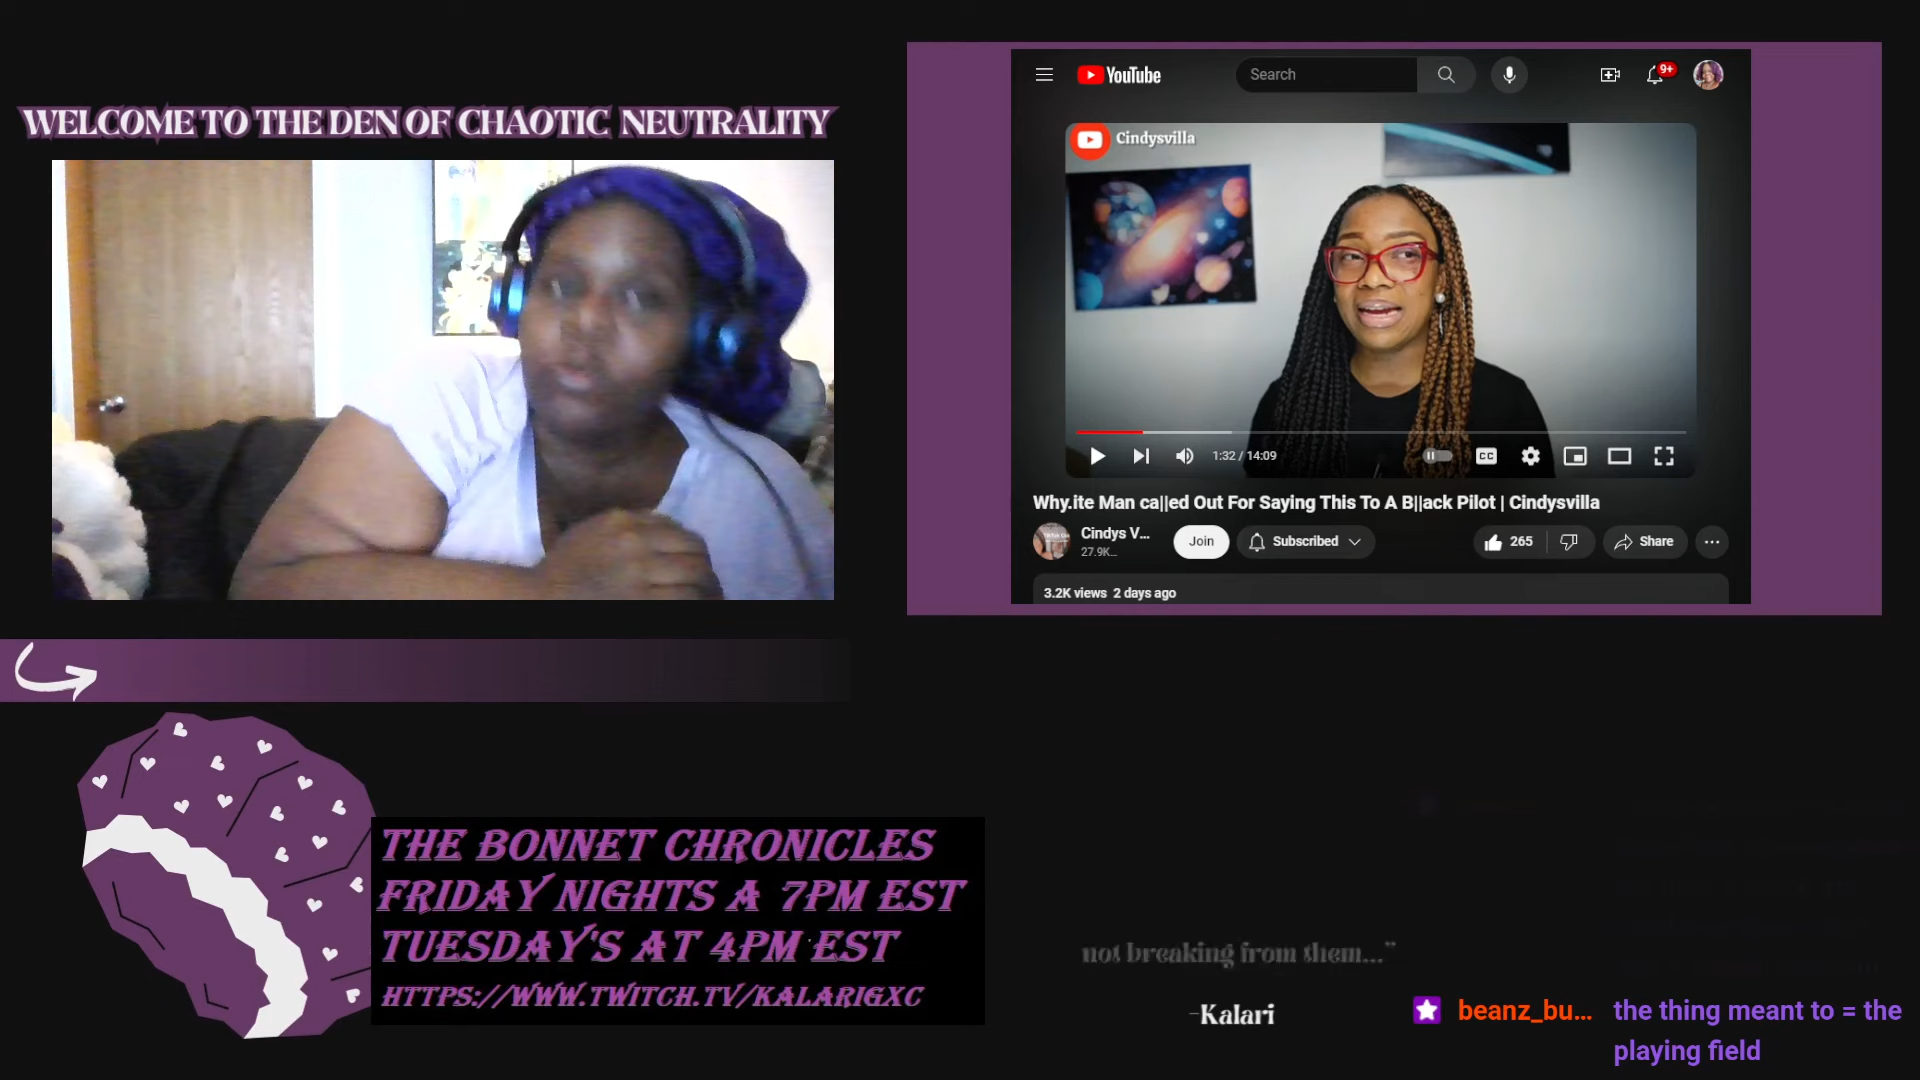 WELCOME TO THE DEN OF CHAOTIC NEUTRALITY
YouTube
Search
9+
Cindysvilla
1:32 / 14:09
CC
Why.ite Man ca||ed Out For Saying This To A B||ack Pilot | Cindysvilla
Cindys V...
27.9K...
Join
Subscribed
265
Share
3.2K views 2 days ago
THE BONNET CHRONICLES
FRIDAY NIGHTS A 7PM EST
TUESDAY'S AT 4PM EST
HTTPS://WWW.TWITCH.TV/KALARIGXC
not breaking from them..."
-Kalari
beanz_bu...
the thing meant to = the
playing field